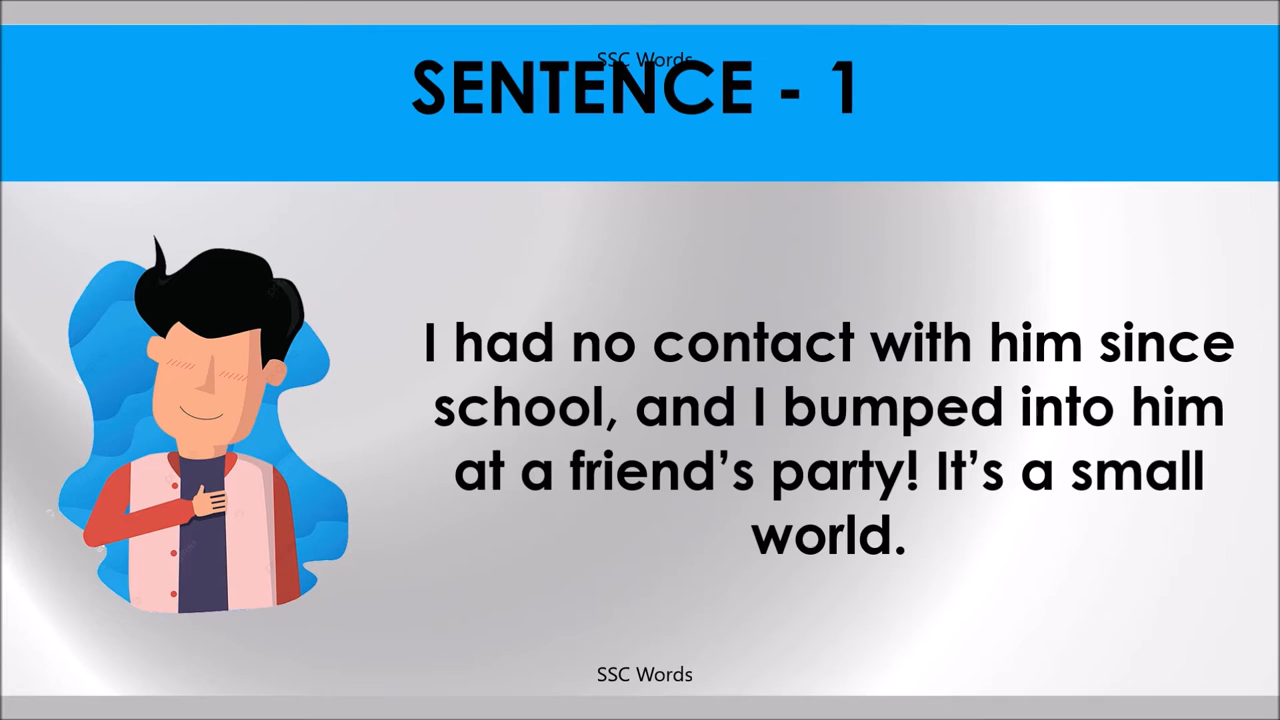 SSC Words
SENTENCE - 1
I had no contact with him since
school, and I bumped into him
at a friend’s party! It’s a small
world.
SSC Words